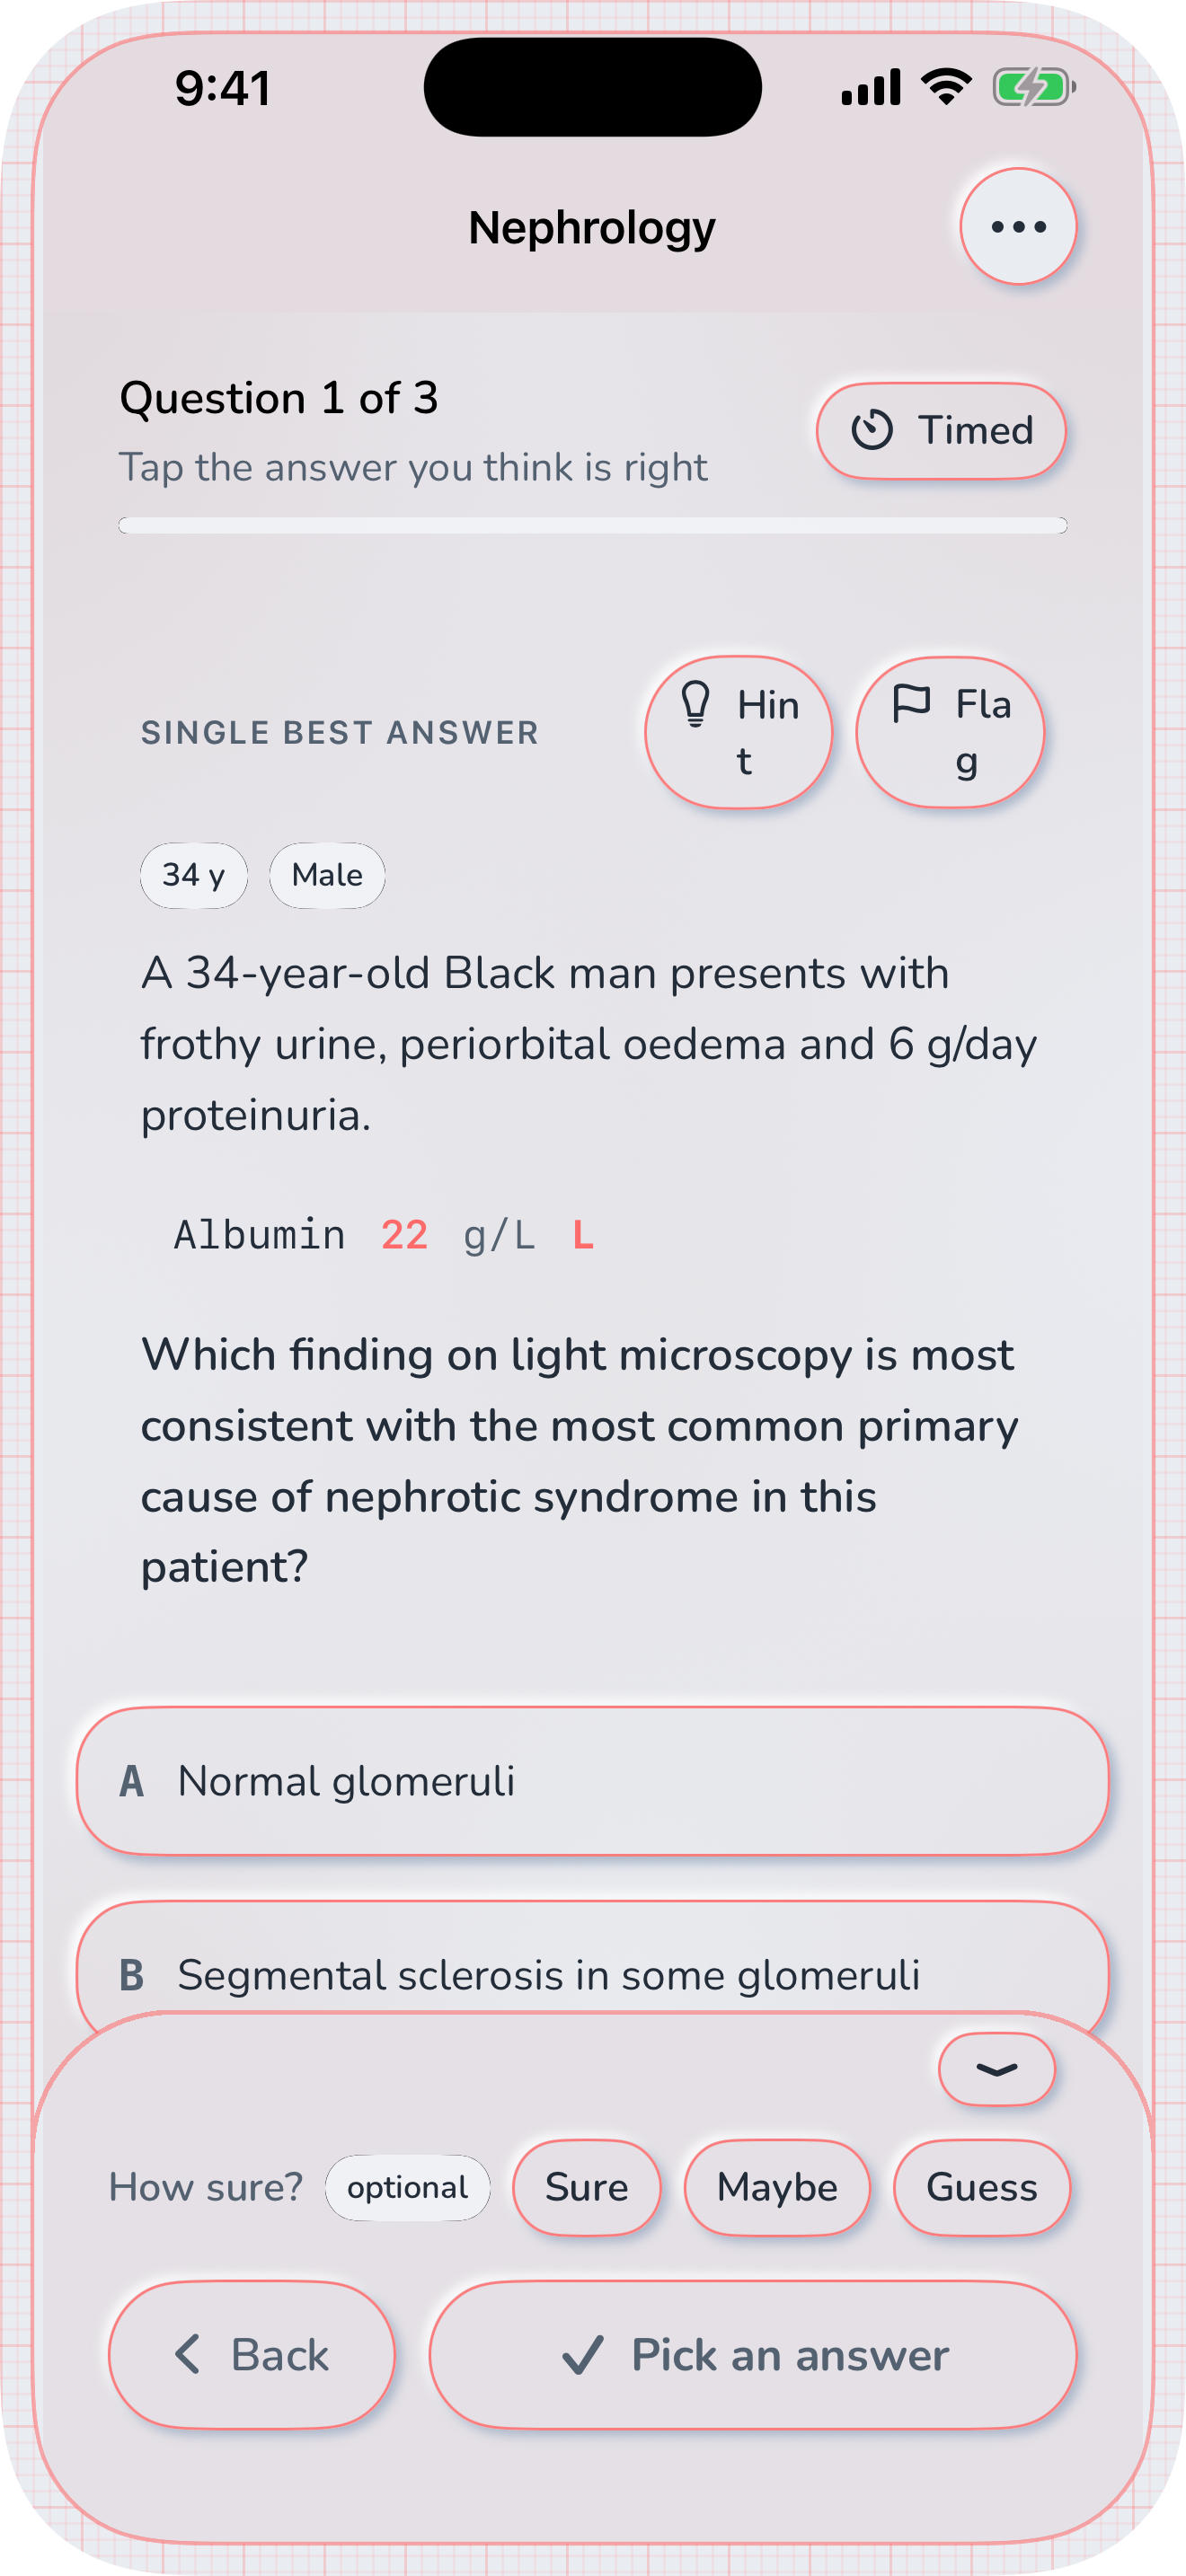 9:41
Nephrology
Question 1 of 3
Timed
Tap the answer you think is right
SINGLE BEST ANSWER
Hin
t
Fla
g
34 y
Male
A 34-year-old Black man presents with
frothy urine, periorbital oedema and 6 g/day
proteinuria.
Albumin 22 g/L L
Which finding on light microscopy is most
consistent with the most common primary
cause of nephrotic syndrome in this
patient?
A Normal glomeruli
B Segmental sclerosis in some glomeruli
How sure? optional Sure Maybe Guess
Back
Pick an answer